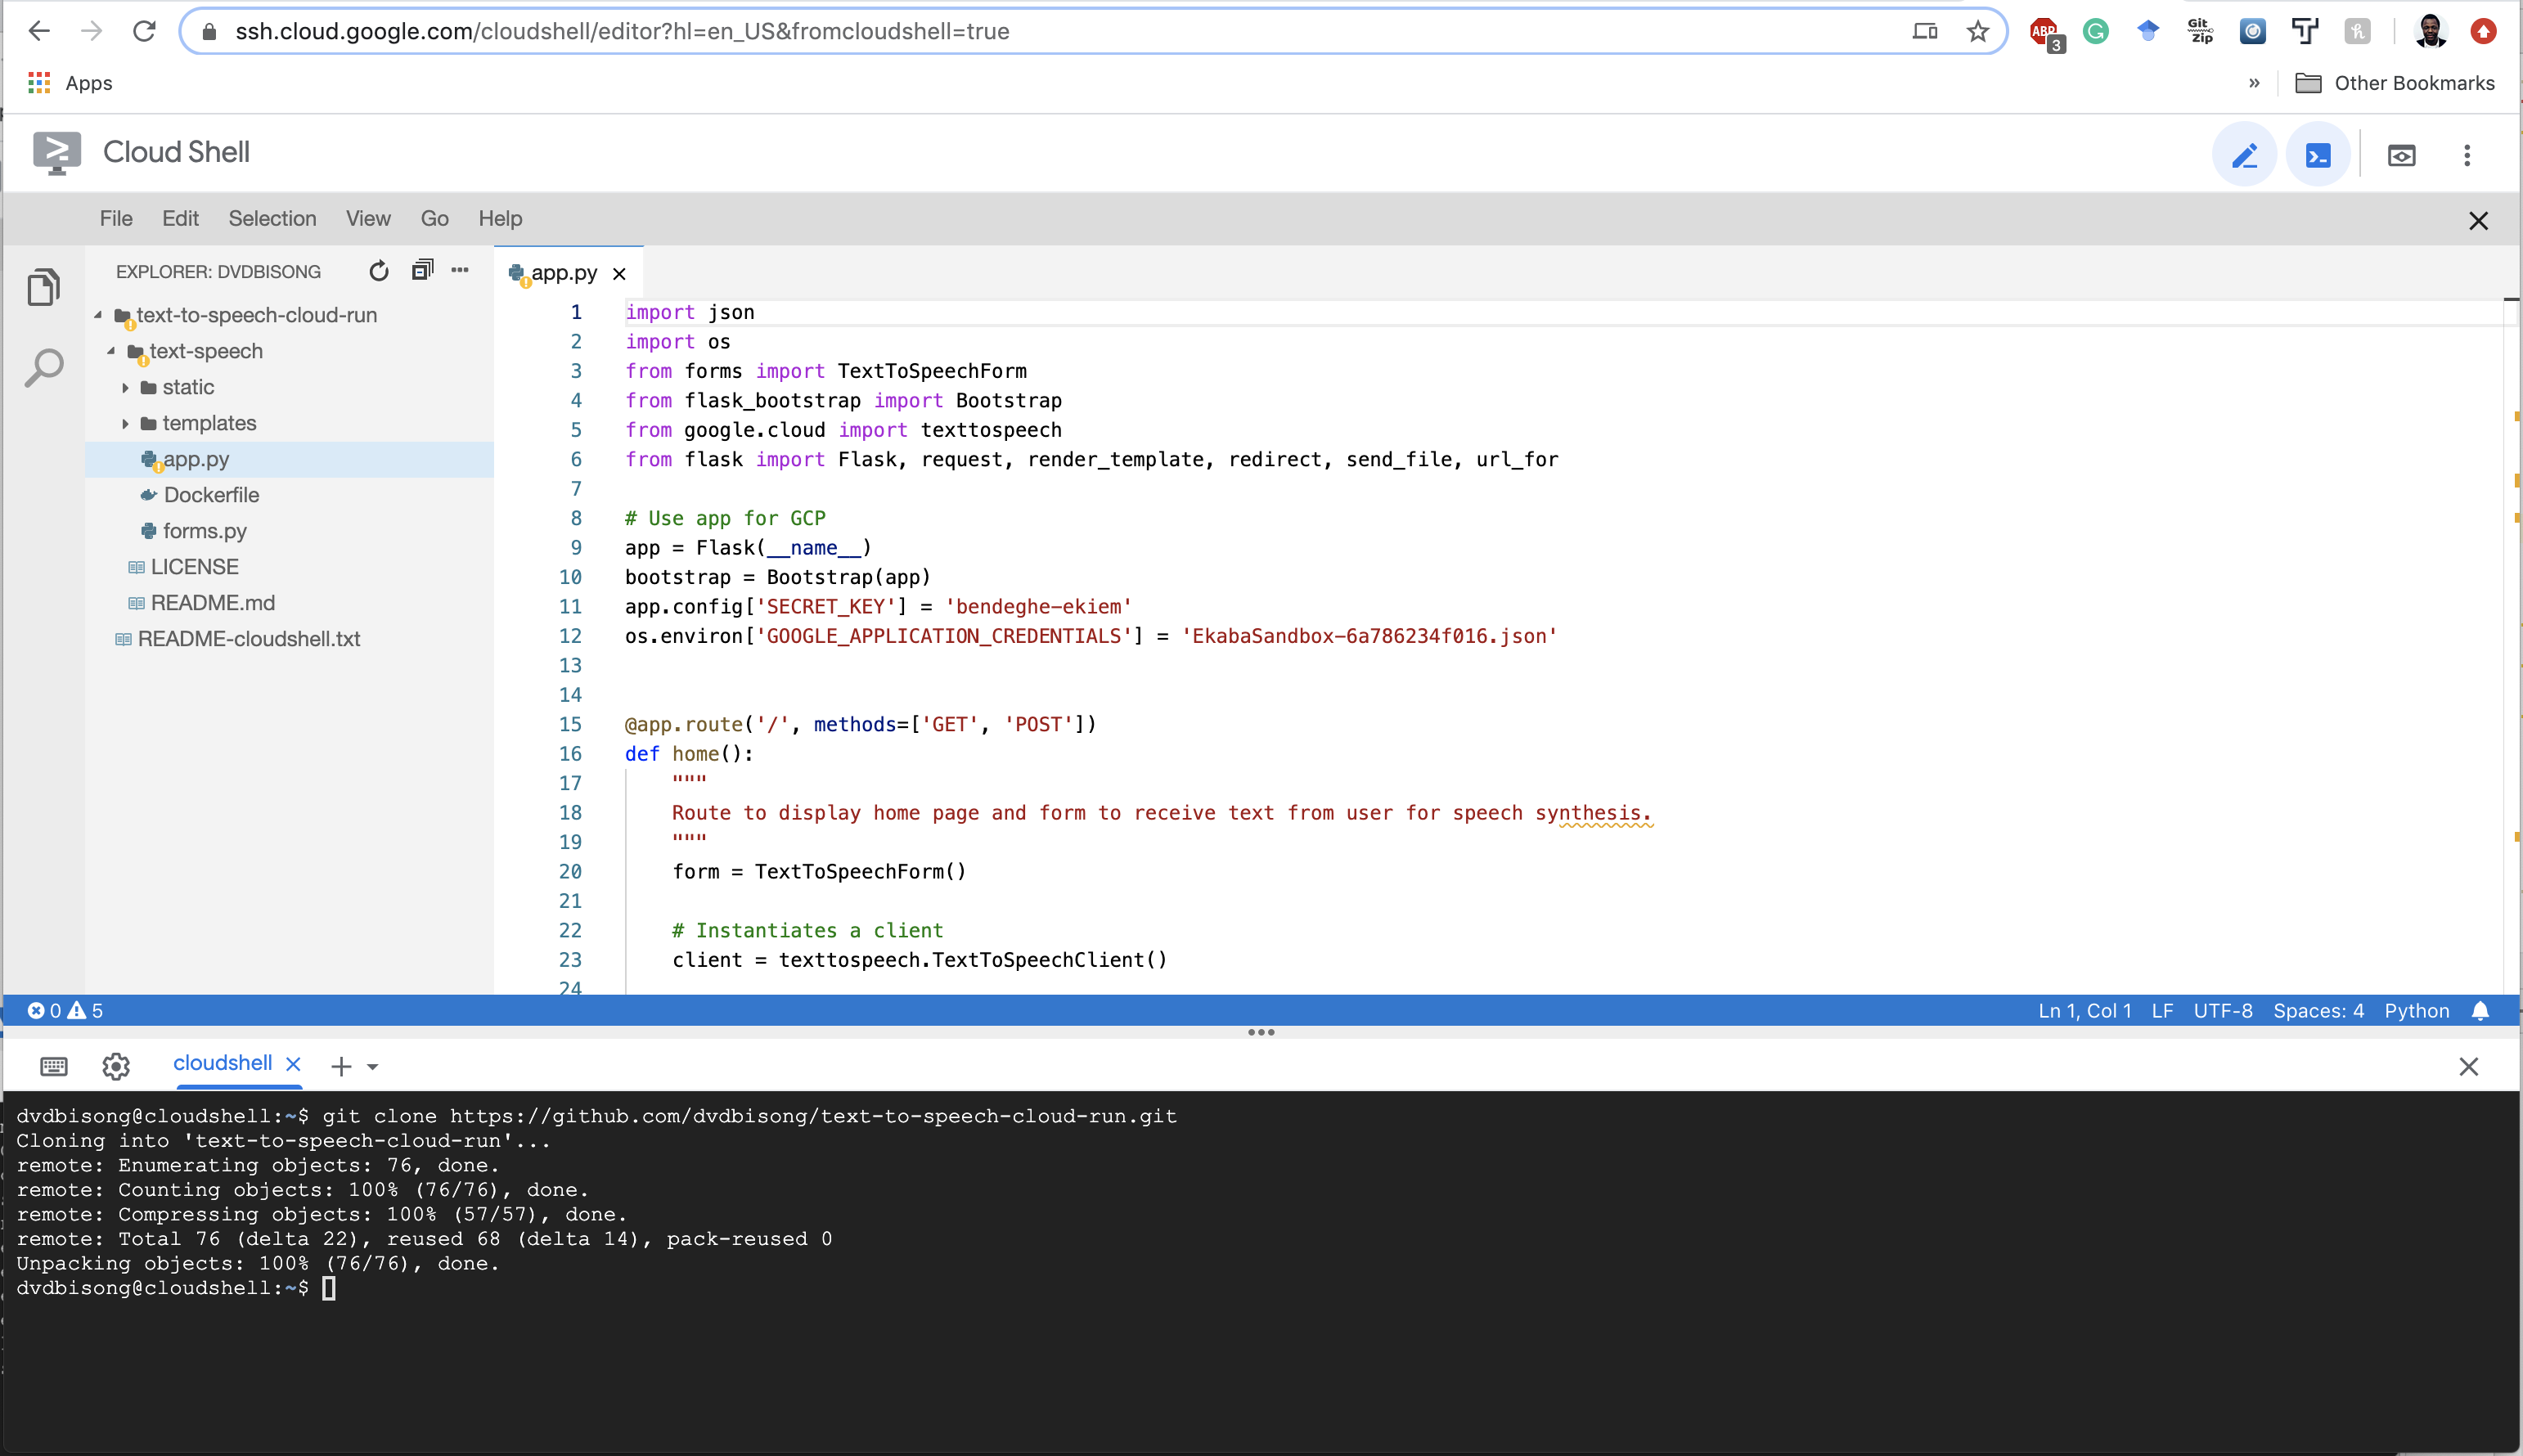 ssh.cloud.google.com/cloudshell/editor?hl=en_US&fromcloudshell=true
ABP
3
Git
Zip
Apps
»
Other Bookmarks
Cloud Shell
File Edit Selection View Go Help
EXPLORER: DVDBISONG
text-to-speech-cloud-run
text-speech
static
templates
app.py
Dockerfile
forms.py
LICENSE
README.md
README-cloudshell.txt
app.py
1 import json
2 import os
3 from forms import TextToSpeechForm
4 from flask_bootstrap import Bootstrap
5 from google.cloud import texttospeech
6 from flask import Flask, request, render_template, redirect, send_file, url_for
7
8 # Use app for GCP
9 app = Flask(__name__)
10 bootstrap = Bootstrap(app)
11 app.config['SECRET_KEY'] = 'bendeghe-ekiem'
12 os.environ['GOOGLE_APPLICATION_CREDENTIALS'] = 'EkabaSandbox-6a786234f016.json'
13
14
15 @app.route('/', methods=['GET', 'POST'])
16 def home():
17 """
18 Route to display home page and form to receive text from user for speech synthesis.
19 """
20 form = TextToSpeechForm()
21
22 # Instantiates a client
23 client = texttospeech.TextToSpeechClient()
24
0 5
Ln 1, Col 1 LF UTF-8 Spaces: 4 Python
cloudshell
dvdbisong@cloudshell:~$ git clone https://github.com/dvdbisong/text-to-speech-cloud-run.git
Cloning into 'text-to-speech-cloud-run'...
remote: Enumerating objects: 76, done.
remote: Counting objects: 100% (76/76), done.
remote: Compressing objects: 100% (57/57), done.
remote: Total 76 (delta 22), reused 68 (delta 14), pack-reused 0
Unpacking objects: 100% (76/76), done.
dvdbisong@cloudshell:~$